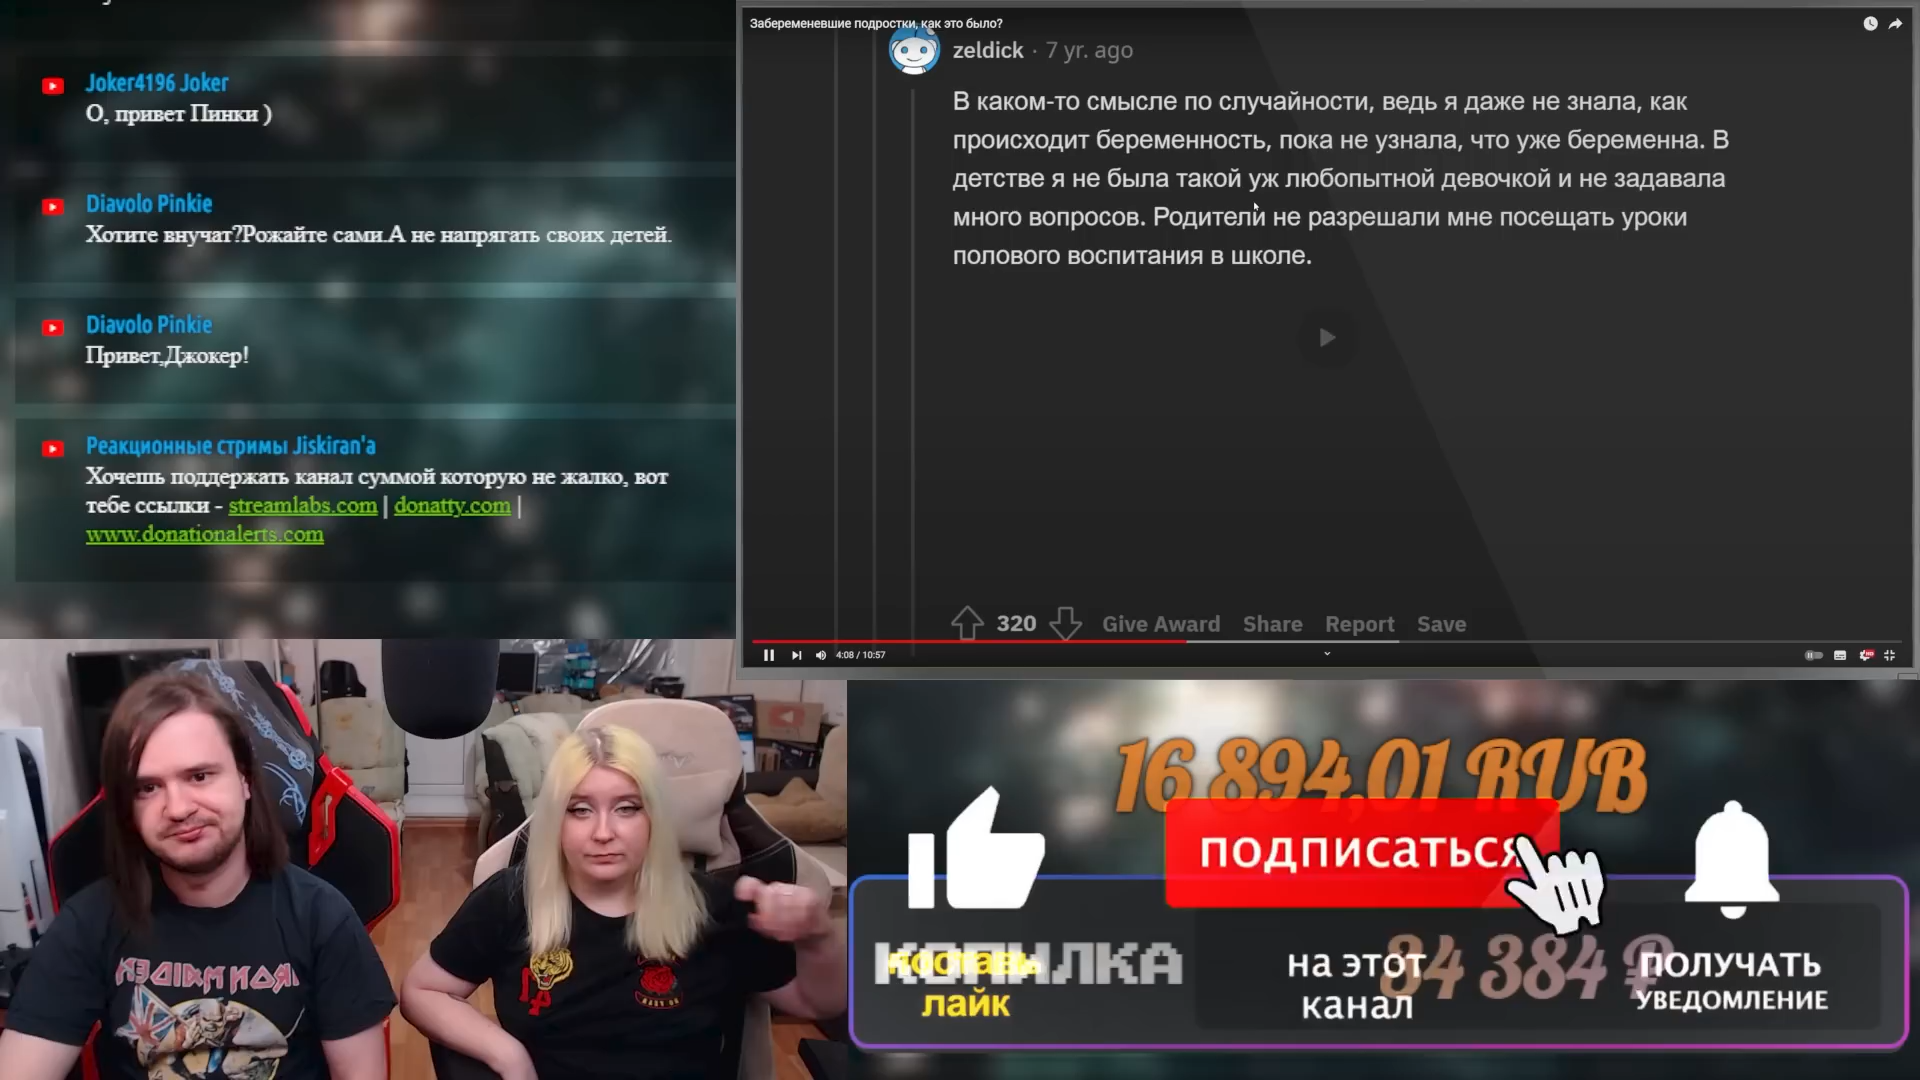 Joker4196 Joker
О, привет Пинки )
Diavolo Pinkie
Хотите внучат?Рожайте сами.А не напрягать своих детей.
Diavolo Pinkie
Привет,Джокер!
Реакционные стримы Jiskiran'a
Хочешь поддержать канал суммой которую не жалко, вот
тебе ссылки - streamlabs.com | donatty.com |
www.donationalerts.com
Забеременевшие подростки, как это было?
zeldick · 7 yr. ago
В каком-то смысле по случайности, ведь я даже не знала, как
происходит беременность, пока не узнала, что уже беременна. В
детстве я не была такой уж любопытной девочкой и не задавала
много вопросов. Родители не разрешали мне посещать уроки
полового воспитания в школе.
320 Give Award Share Report Save
4:08 / 10:57
16 894,01 RUB
подписаться
КОПИЛКА
поставь
лайк
на этот
канал
84 384 ₽
ПОЛУЧАТЬ
УВЕДОМЛЕНИЕ